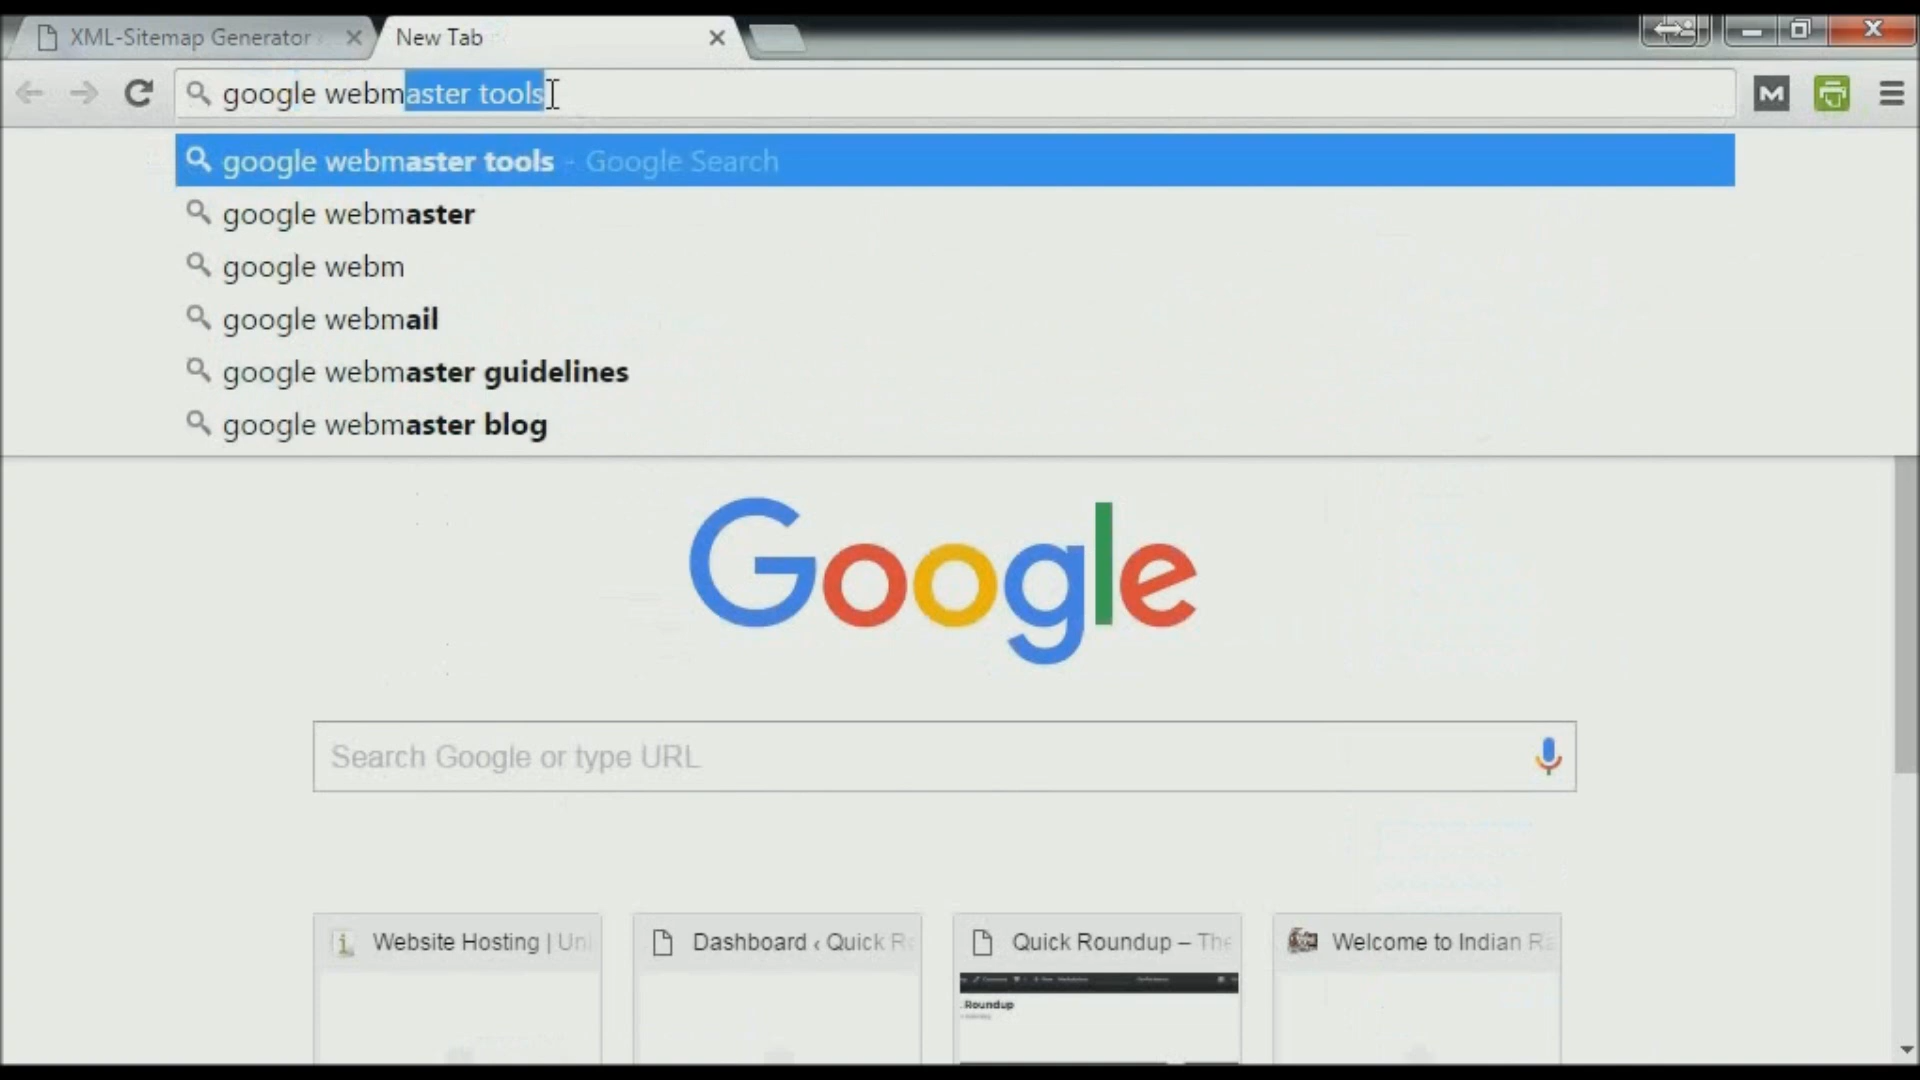 XML-Sitemap Generator
New Tab
google webmaster tools
google webmaster tools - Google Search
google webmaster
google webm
google webmail
google webmaster guidelines
google webmaster blog
Google
Search Google or type URL
Website Hosting | Un
Dashboard ‹ Quick R
Quick Roundup – The
Welcome to Indian Ra
Roundup